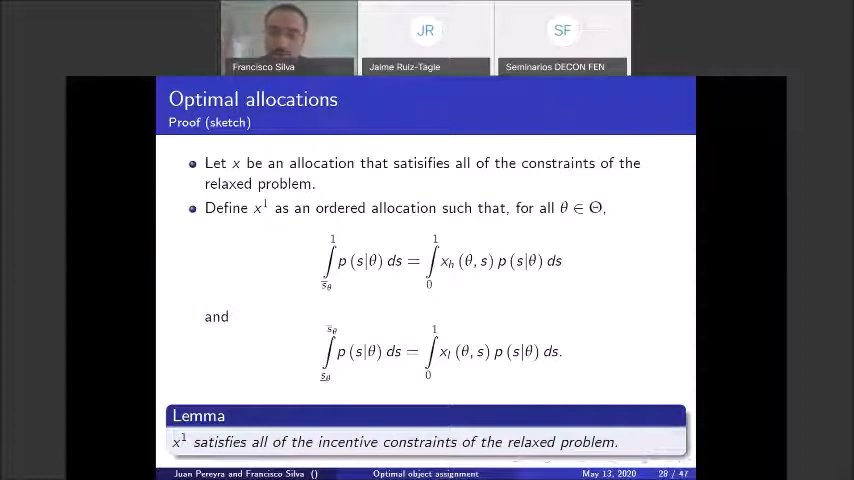 JR
SF
Francisco Silva
Jaime Ruiz-Tagle
Seminarios DECON FEN
Optimal allocations
Proof (sketch)
Let x be an allocation that satisifies all of the constraints of the
relaxed problem.
Define x¹ as an ordered allocation such that, for all θ ∈ Θ,
∫_{s̅_θ}^{1} p (s|θ) ds = ∫_{0}^{1} x_h (θ, s) p (s|θ) ds
and
∫_{s̲_θ}^{s̅_θ} p (s|θ) ds = ∫_{0}^{1} x_l (θ, s) p (s|θ) ds.
Lemma
x¹ satisfies all of the incentive constraints of the relaxed problem.
Juan Pereyra and Francisco Silva () Optimal object assignment May 13, 2020 28 / 47